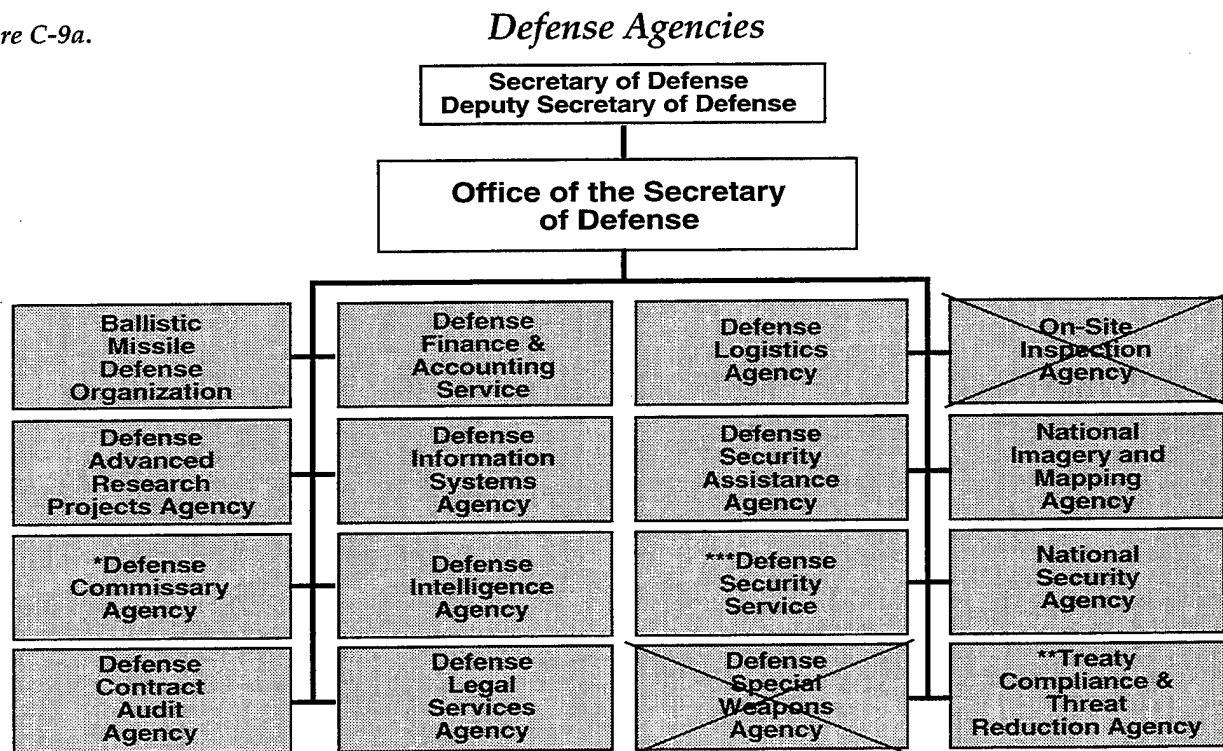 re C-9a.
Defense Agencies
Secretary of Defense
Deputy Secretary of Defense
Office of the Secretary
of Defense
Ballistic
Missile
Defense
Organization
Defense
Finance &
Accounting
Service
Defense
Logistics
Agency
On-Site
Inspection
Agency
Defense
Advanced
Research
Projects Agency
Defense
Information
Systems
Agency
Defense
Security
Assistance
Agency
National
Imagery and
Mapping
Agency
*Defense
Commissary
Agency
Defense
Intelligence
Agency
***Defense
Security
Service
National
Security
Agency
Defense
Contract
Audit
Agency
Defense
Legal
Services
Agency
Defense
Special
Weapons
Agency
**Treaty
Compliance &
Threat
Reduction Agency